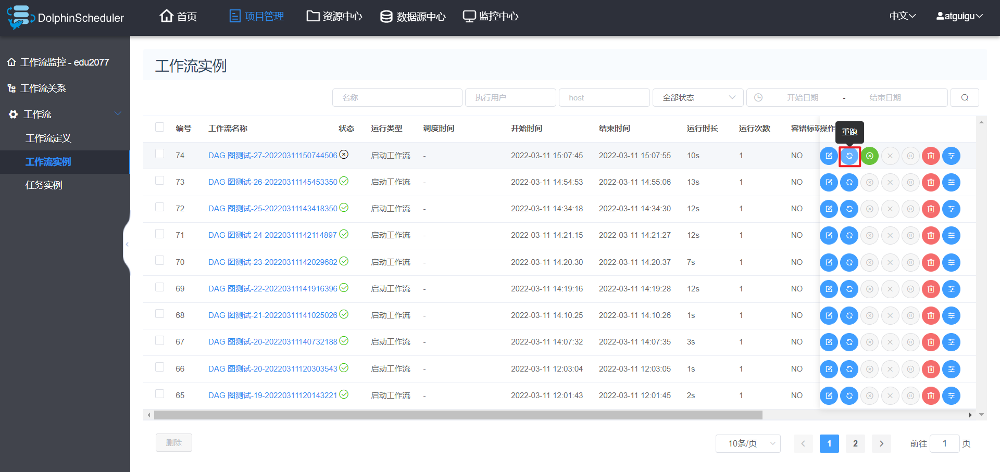 DolphinScheduler
首页
项目管理
资源中心
数据源中心
监控中心
中文
atguigu
工作流监控 - edu2077
工作流关系
工作流
工作流定义
工作流实例
任务实例
工作流实例
名称
执行用户
host
全部状态
开始日期 - 结束日期
编号 工作流名称 状态 运行类型 调度时间 开始时间 结束时间 运行时长 运行次数 容错标识 操作
重跑
74 DAG 图测试-27-20220311150744506 启动工作流 - 2022-03-11 15:07:45 2022-03-11 15:07:55 10s 1 NO
73 DAG 图测试-26-20220311145453350 启动工作流 - 2022-03-11 14:54:53 2022-03-11 14:55:06 13s 1 NO
72 DAG 图测试-25-20220311143418350 启动工作流 - 2022-03-11 14:34:18 2022-03-11 14:34:30 12s 1 NO
71 DAG 图测试-24-20220311142114897 启动工作流 - 2022-03-11 14:21:15 2022-03-11 14:21:27 12s 1 NO
70 DAG 图测试-23-20220311142029682 启动工作流 - 2022-03-11 14:20:30 2022-03-11 14:20:37 7s 1 NO
69 DAG 图测试-22-20220311141916396 启动工作流 - 2022-03-11 14:19:16 2022-03-11 14:19:28 12s 1 NO
68 DAG 图测试-21-20220311141025026 启动工作流 - 2022-03-11 14:10:25 2022-03-11 14:10:26 1s 1 NO
67 DAG 图测试-20-20220311140732188 启动工作流 - 2022-03-11 14:07:32 2022-03-11 14:07:35 3s 1 NO
66 DAG 图测试-20-20220311120303543 启动工作流 - 2022-03-11 12:03:04 2022-03-11 12:03:05 1s 1 NO
65 DAG 图测试-19-20220311120143221 启动工作流 - 2022-03-11 12:01:43 2022-03-11 12:01:45 2s 1 NO
删除
10条/页
1
2
前往 1 页